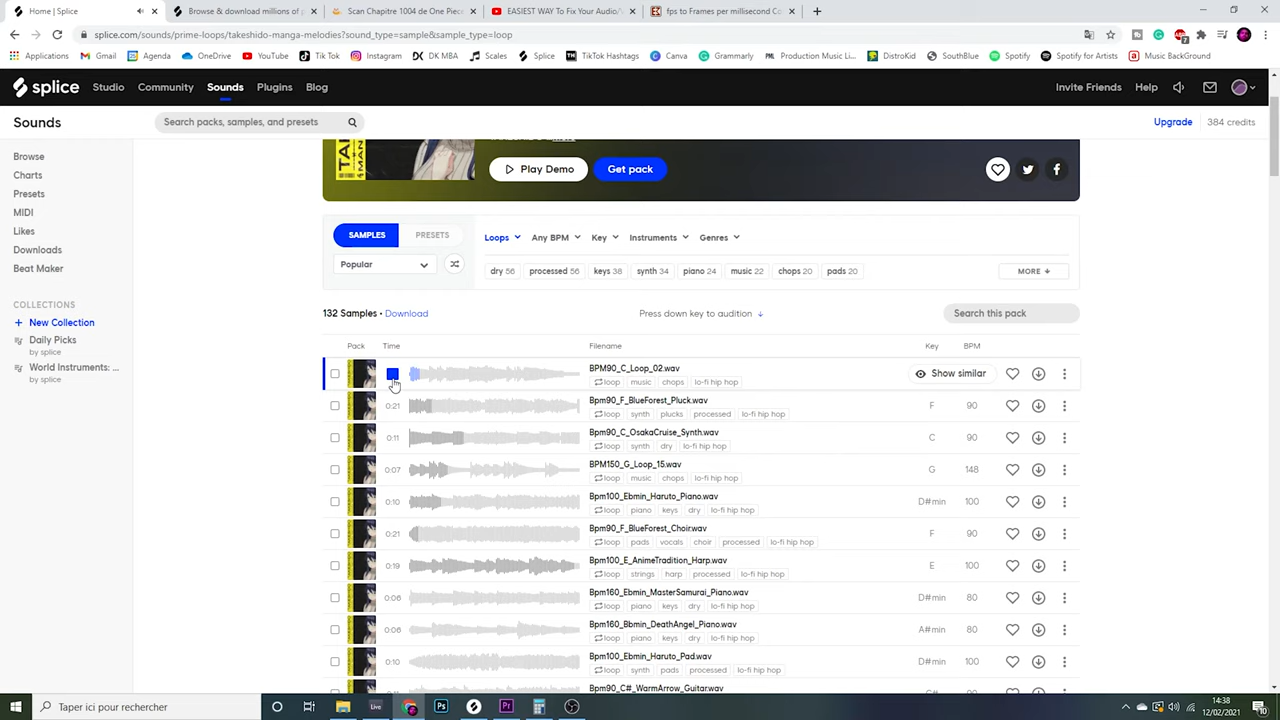 Home | Splice
Browse & download millions of p
Scan Chapitre 1004 de One Piec
EASIEST WAY To Fix Your Audio/V
fps to Frames per millisecond Co
splice.com/sounds/prime-loops/takeshido-manga-melodies?sound_type=sample&sample_type=loop
Applications Gmail Agenda OneDrive YouTube Tik Tok Instagram DK MBA Scales Splice TikTok Hashtags Canva Grammarly Production Music Li... DistroKid SouthBlue Spotify Spotify for Artists Music BackGround
splice Studio Community Sounds Plugins Blog Invite Friends Help
Sounds Search packs, samples, and presets Upgrade 384 credits
Browse
Charts
Presets
MIDI
Likes
Downloads
Beat Maker
COLLECTIONS
+ New Collection
Daily Picks
by splice
World Instruments: ...
by splice
Play Demo Get pack
SAMPLES PRESETS
Popular
Loops Any BPM Key Instruments Genres
dry 56 processed 56 keys 38 synth 34 piano 24 music 22 chops 20 pads 20 MORE +
132 Samples • Download Press down key to audition ↓ Search this pack
Pack Time Filename Key BPM
BPM90_C_Loop_02.wav Show similar
loop music chops lo-fi hip hop
0:21 Bpm90_F_BlueForest_Pluck.wav F 90
loop synth plucks processed lo-fi hip hop
0:11 Bpm90_C_OsakaCruise_Synth.wav C 90
loop synth dry lo-fi hip hop
0:07 BPM150_G_Loop_15.wav G 148
loop music chops lo-fi hip hop
0:10 Bpm100_Ebmin_Haruto_Piano.wav D#min 100
loop piano keys dry lo-fi hip hop
0:21 Bpm90_F_BlueForest_Choir.wav F 90
loop pads vocals choir processed lo-fi hip hop
0:19 Bpm100_E_AnimeTradition_Harp.wav E 100
loop strings harp processed lo-fi hip hop
0:06 Bpm160_Ebmin_MasterSamurai_Piano.wav D#min 80
loop piano keys dry lo-fi hip hop
0:06 Bpm160_Bbmin_DeathAngel_Piano.wav A#min 80
loop piano keys dry lo-fi hip hop
0:10 Bpm100_Ebmin_Haruto_Pad.wav D#min 100
loop synth pads processed lo-fi hip hop
Bpm90_C#_WarmArrow_Guitar.wav
Taper ici pour rechercher
Live
14:38
12/02/2021